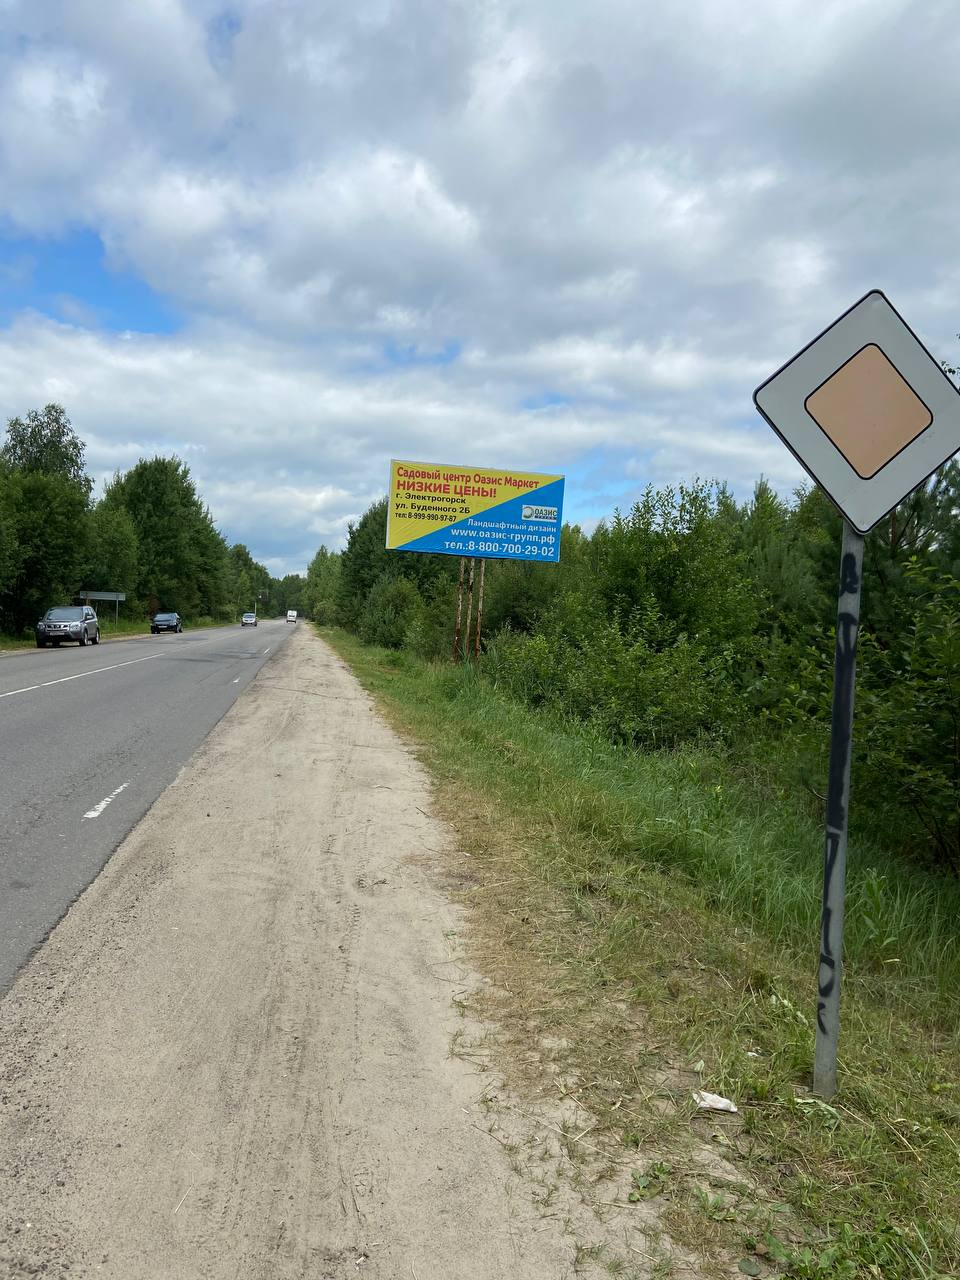 Садовый центр Оазис Маркет
НИЗКИЕ ЦЕНЫ!
г. Электрогорск
ул. Буденного 2Б
тел: 8-999-990-97-87
ОАЗИС
Ландшафтный дизайн
www.оазис-групп.рф
тел.:8-800-700-29-02